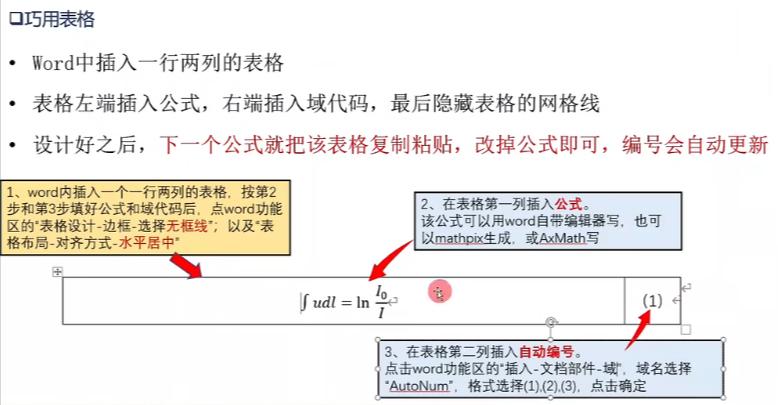 ❑巧用表格
• Word中插入一行两列的表格
• 表格左端插入公式，右端插入域代码，最后隐藏表格的网格线
• 设计好之后，下一个公式就把该表格复制粘贴，改掉公式即可，编号会自动更新
1、word内插入一个一行两列的表格，按第2
步和第3步填好公式和域代码后，点word功能
区的“表格设计-边框-选择无框线”；以及“表
格布局-对齐方式-水平居中”
2、在表格第一列插入公式。
该公式可以用word自带编辑器写，也可
以mathpix生成，或AxMath写
∫ udl = ln I₀/I
(1)
3、在表格第二列插入自动编号。
点击word功能区的“插入-文档部件-域”，域名选择
“AutoNum”，格式选择(1),(2),(3)，点击确定